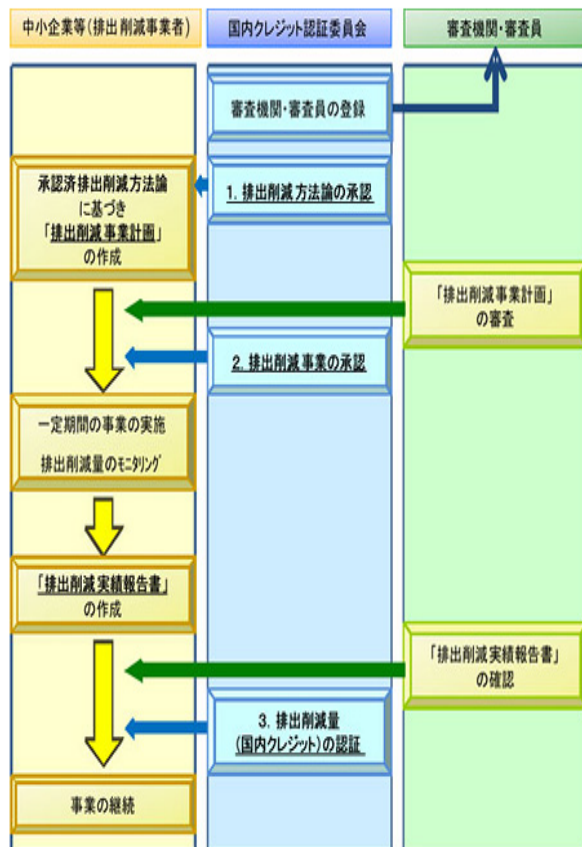 中小企業等(排出削減事業者)
国内クレジット認証委員会
審査機関・審査員
審査機関・審査員の登録
承認済排出削減方法論
に基づき
「排出削減事業計画」
の作成
1. 排出削減方法論の承認
「排出削減事業計画」
の審査
2. 排出削減事業の承認
一定期間の事業の実施
排出削減量のモニタリング
「排出削減実績報告書」
の作成
「排出削減実績報告書」
の確認
3. 排出削減量
(国内クレジット)の認証
事業の継続